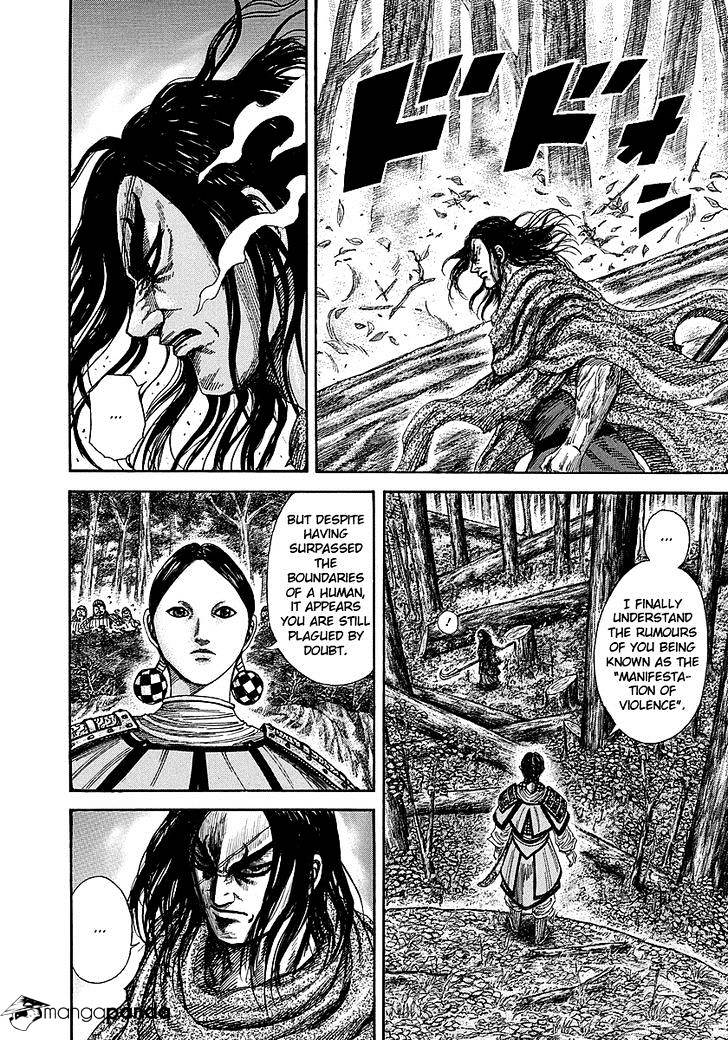 ドドォ
...
...
I FINALLY
UNDERSTAND
THE RUMOURS
OF YOU BEING
KNOWN AS THE
"MANIFESTA-
TION OF
VIOLENCE".
!
BUT DESPITE
HAVING
SURPASSED
THE
BOUNDARIES
OF A HUMAN,
IT APPEARS
YOU ARE STILL
PLAGUED BY
DOUBT.
...
mangapanda